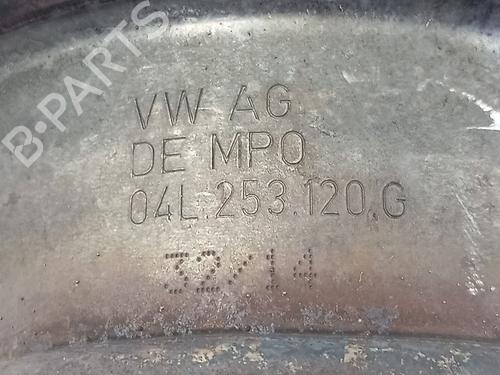 B-PARTS
VW AG
DE MPO
04L.253.120.G
32/14